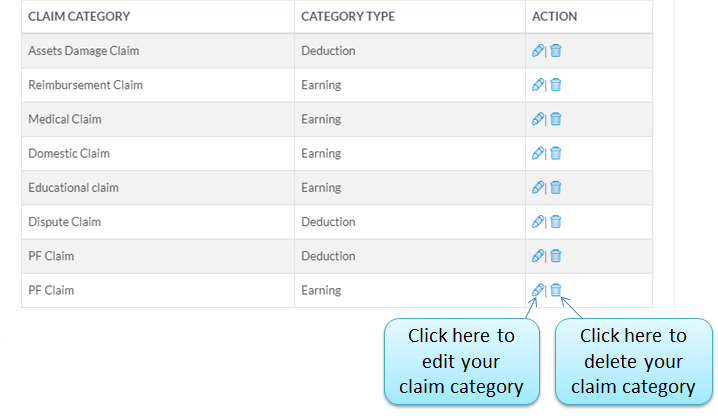 CLAIM CATEGORY CATEGORY TYPE ACTION
Assets Damage Claim Deduction
Reimbursement Claim Earning
Medical Claim Earning
Domestic Claim Earning
Educational claim Earning
Dispute Claim Deduction
PF Claim Deduction
PF Claim Earning
Click here to
edit your
claim category
Click here to
delete your
claim category